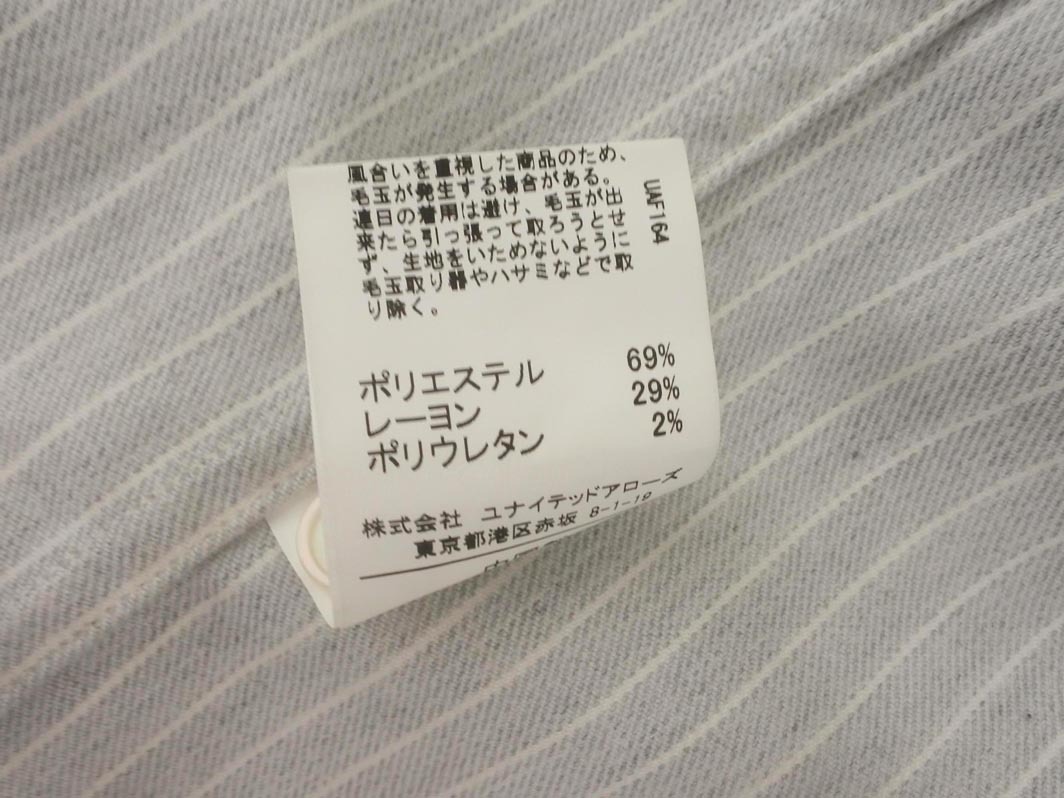 風合いを重視した商品のため、
毛玉が発生する場合がある。
連日の着用は避け、毛玉が出
来たら引っ張って取ろうとせ
ず、生地をいためないように
毛玉取り器やハサミなどで取
り除く。
UAF164
ポリエステル 69%
レーヨン 29%
ポリウレタン 2%
株式会社 ユナイテッドアローズ
東京都港区赤坂 8-1-19